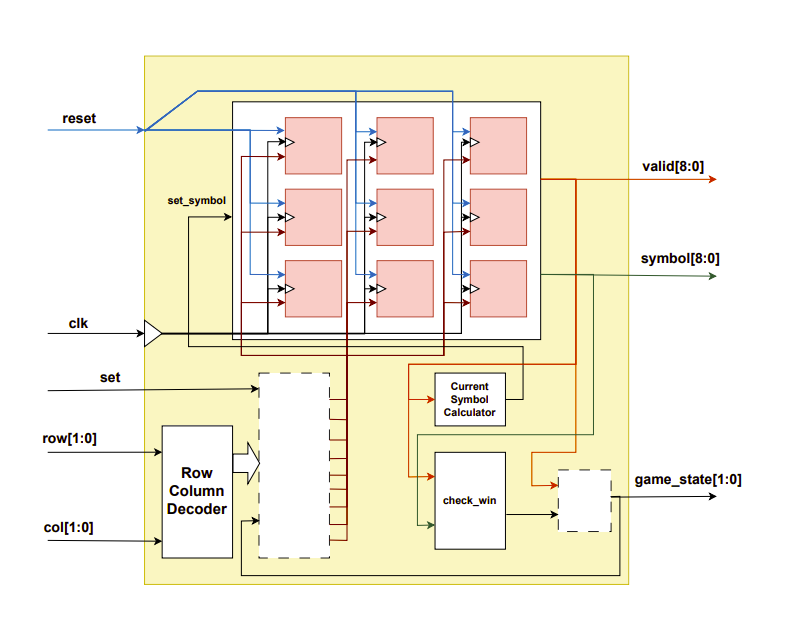 reset
valid[8:0]
set_symbol
symbol[8:0]
clk
set
Current
Symbol
Calculator
row[1:0]
Row
Column
Decoder
check_win
game_state[1:0]
col[1:0]